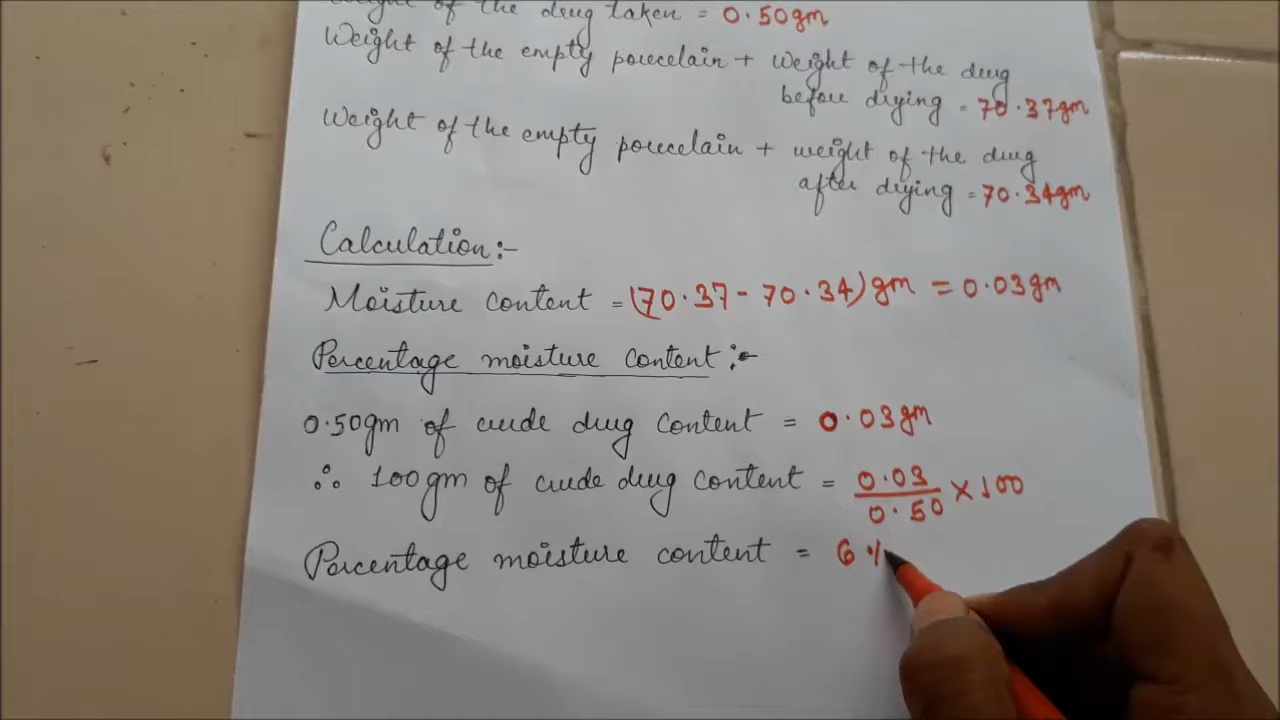 Weight of the drug taken = 0.50gm
Weight of the empty porcelain + Weight of the drug
before drying = 70.37gm
Weight of the empty porcelain + weight of the drug
after drying = 70.34gm
Calculation:-
Moisture content = (70.37 - 70.34) gm = 0.03gm
Percentage moisture content :-
0.50gm of crude drug content = 0.03gm
∴ 100gm of crude drug content = 0.03/0.50 × 100
Percentage moisture content = 6 %